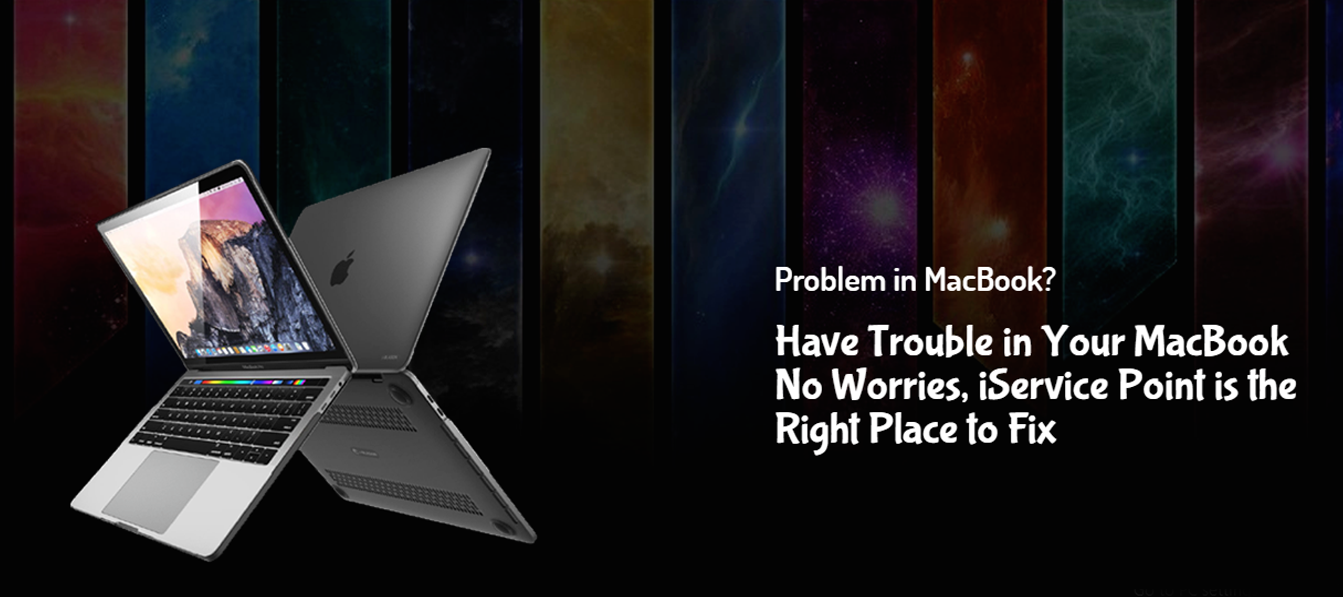 Problem in MacBook?
Have Trouble in Your MacBook
No Worries, iService Point is the
Right Place to Fix